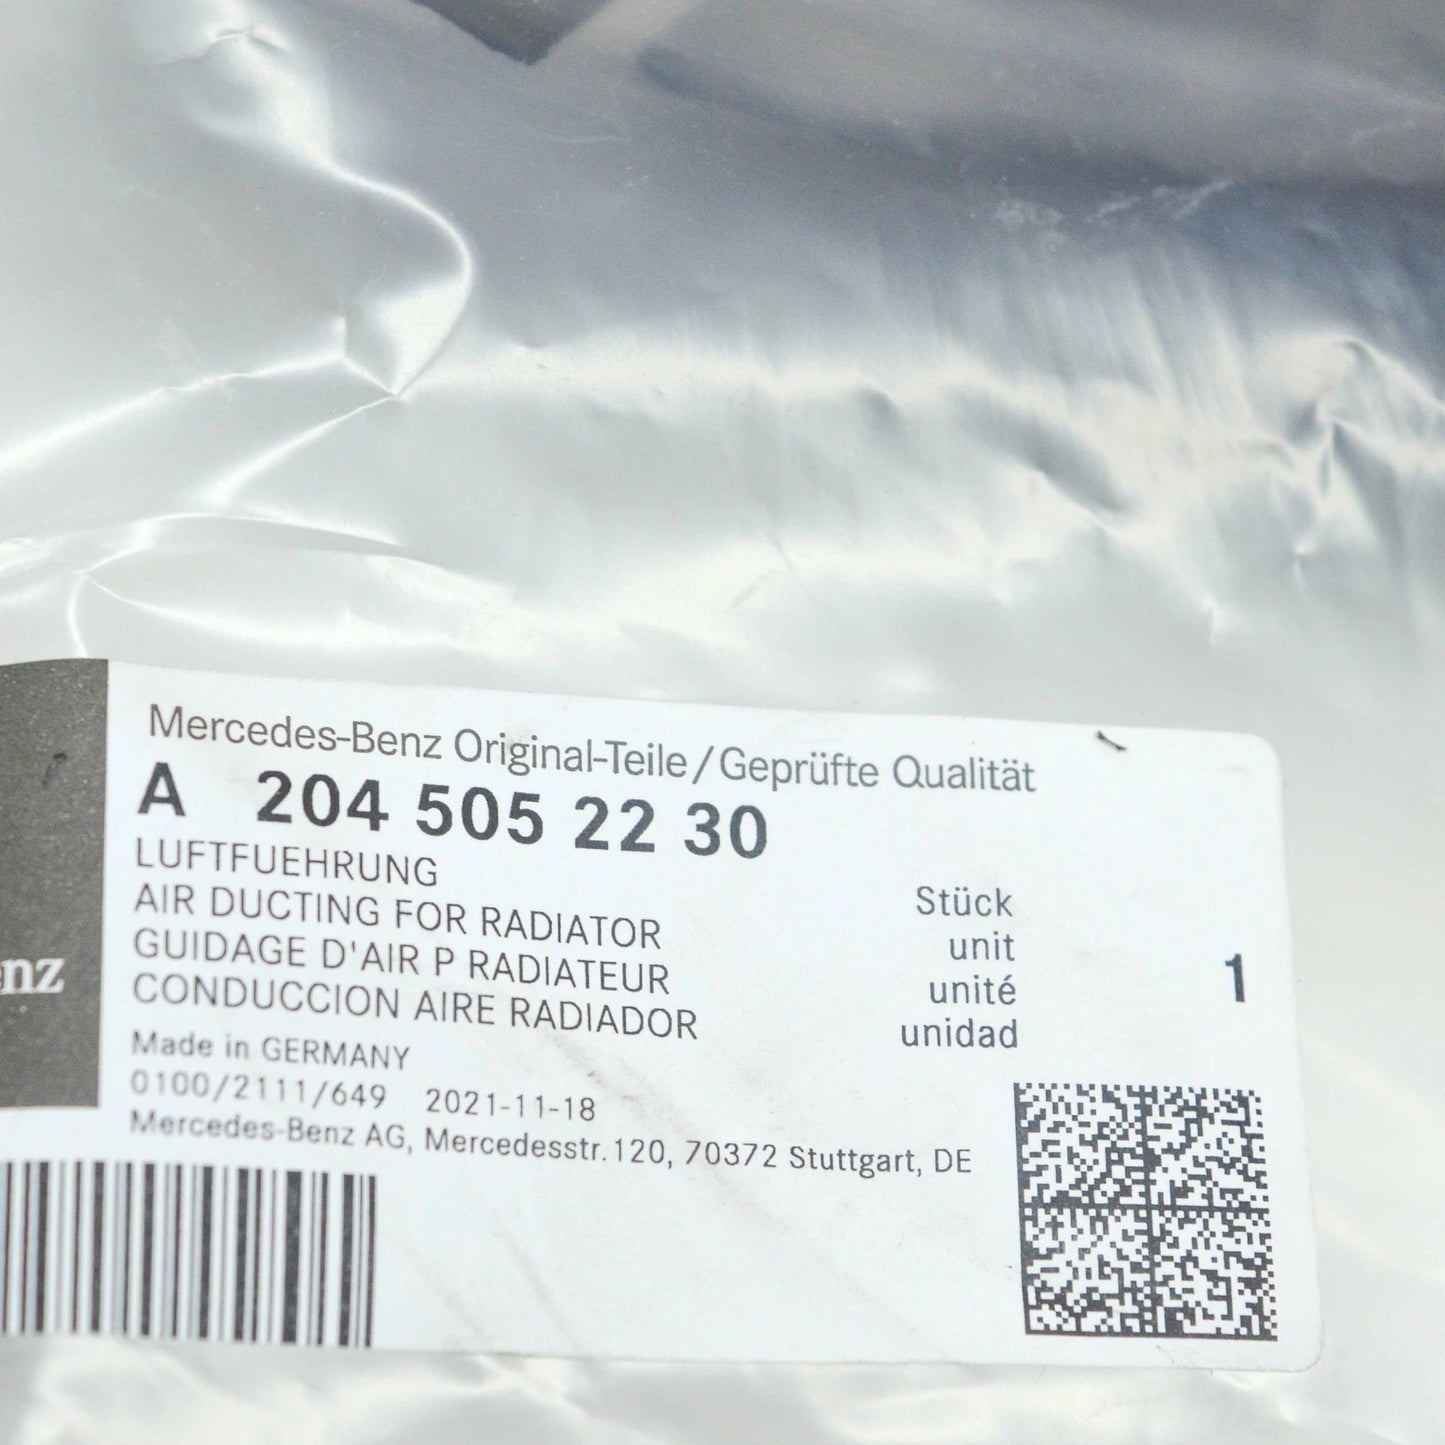 Mercedes-Benz Original-Teile/Geprüfte Qualität
A 204 505 22 30
LUFTFUEHRUNG
AIR DUCTING FOR RADIATOR
GUIDAGE D'AIR P RADIATEUR
CONDUCCION AIRE RADIADOR
Stück
unit
unité
unidad
1
Made in GERMANY
0100/2111/649 2021-11-18
Mercedes-Benz AG, Mercedesstr.120, 70372 Stuttgart, DE
nz